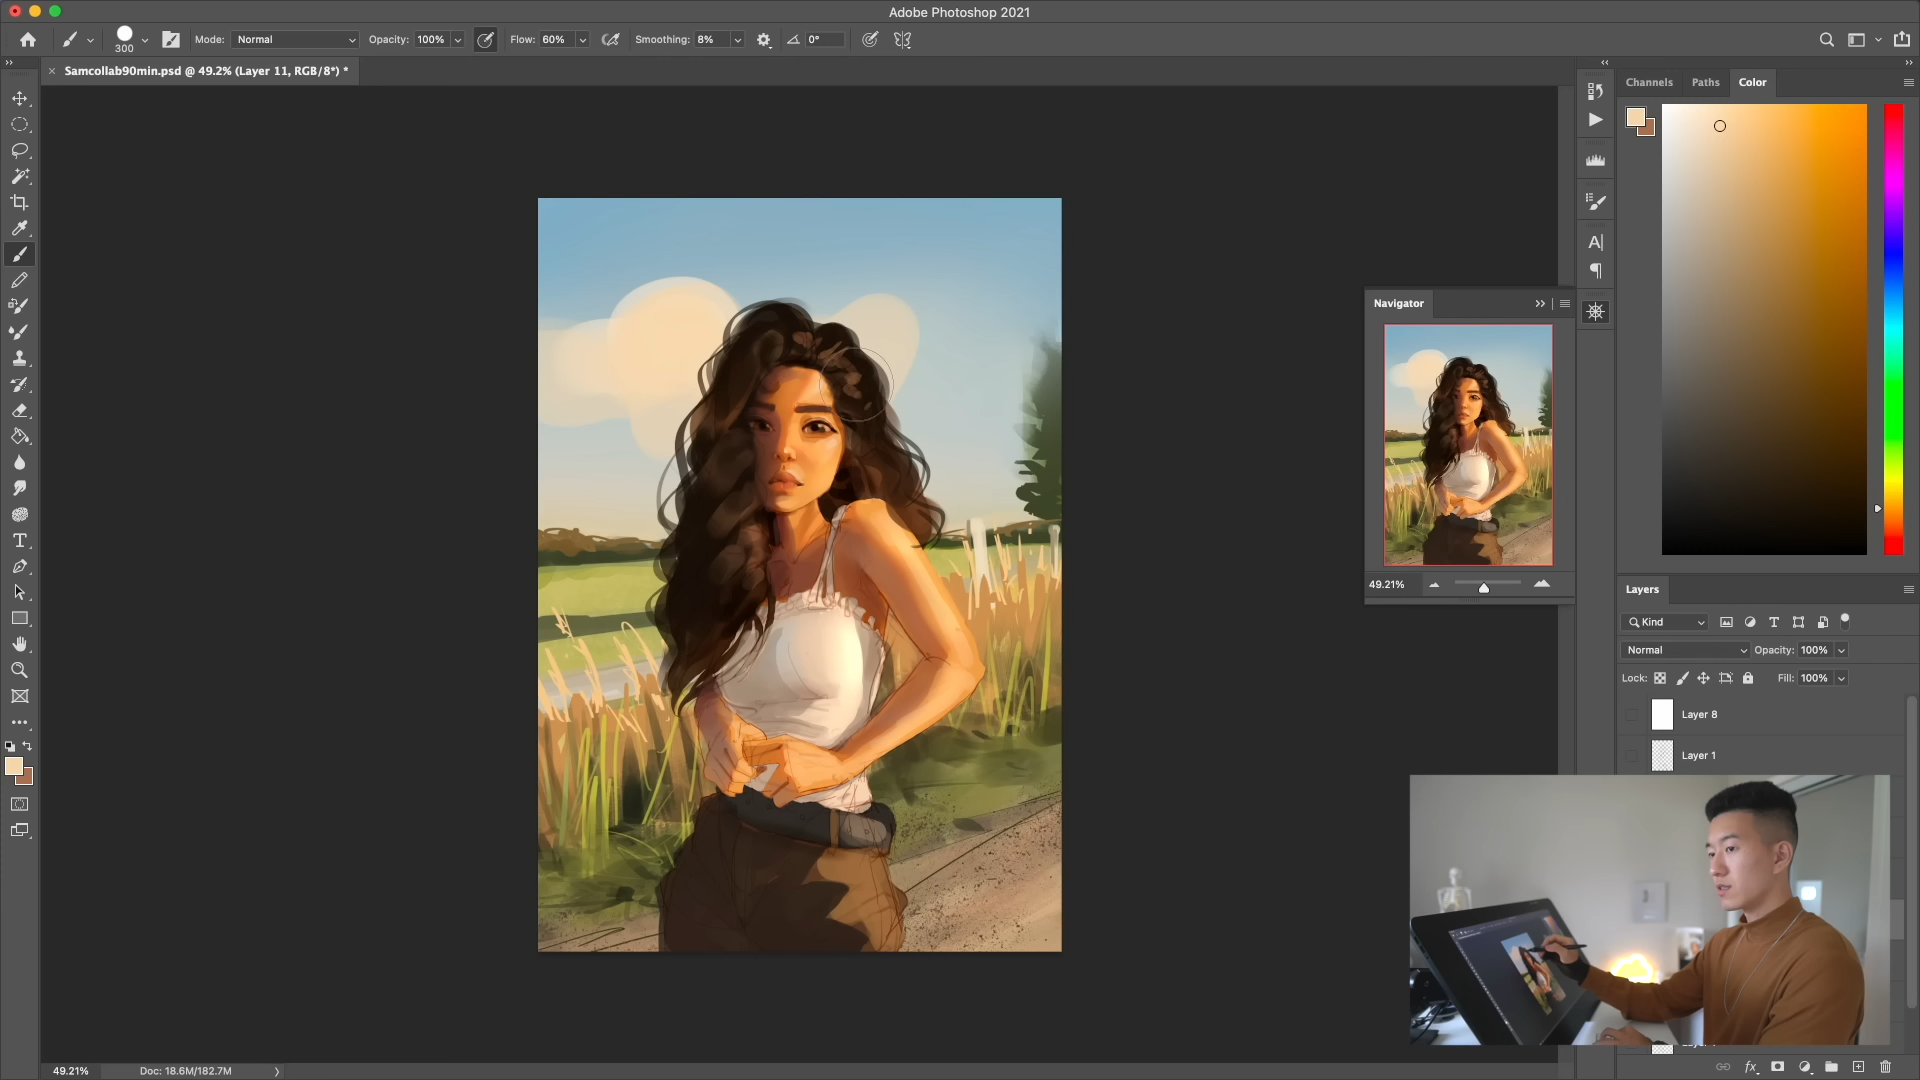 Adobe Photoshop 2021
300
Mode: Normal
Opacity: 100%
Flow: 60%
Smoothing: 8%
0°
Samcollab90min.psd @ 49.2% (Layer 11, RGB/8*) *
Channels
Paths
Color
Navigator
49.21%
Layers
Kind
Normal
Opacity: 100%
Lock:
Fill: 100%
Layer 8
Layer 1
49.21%
Doc: 18.6M/182.7M